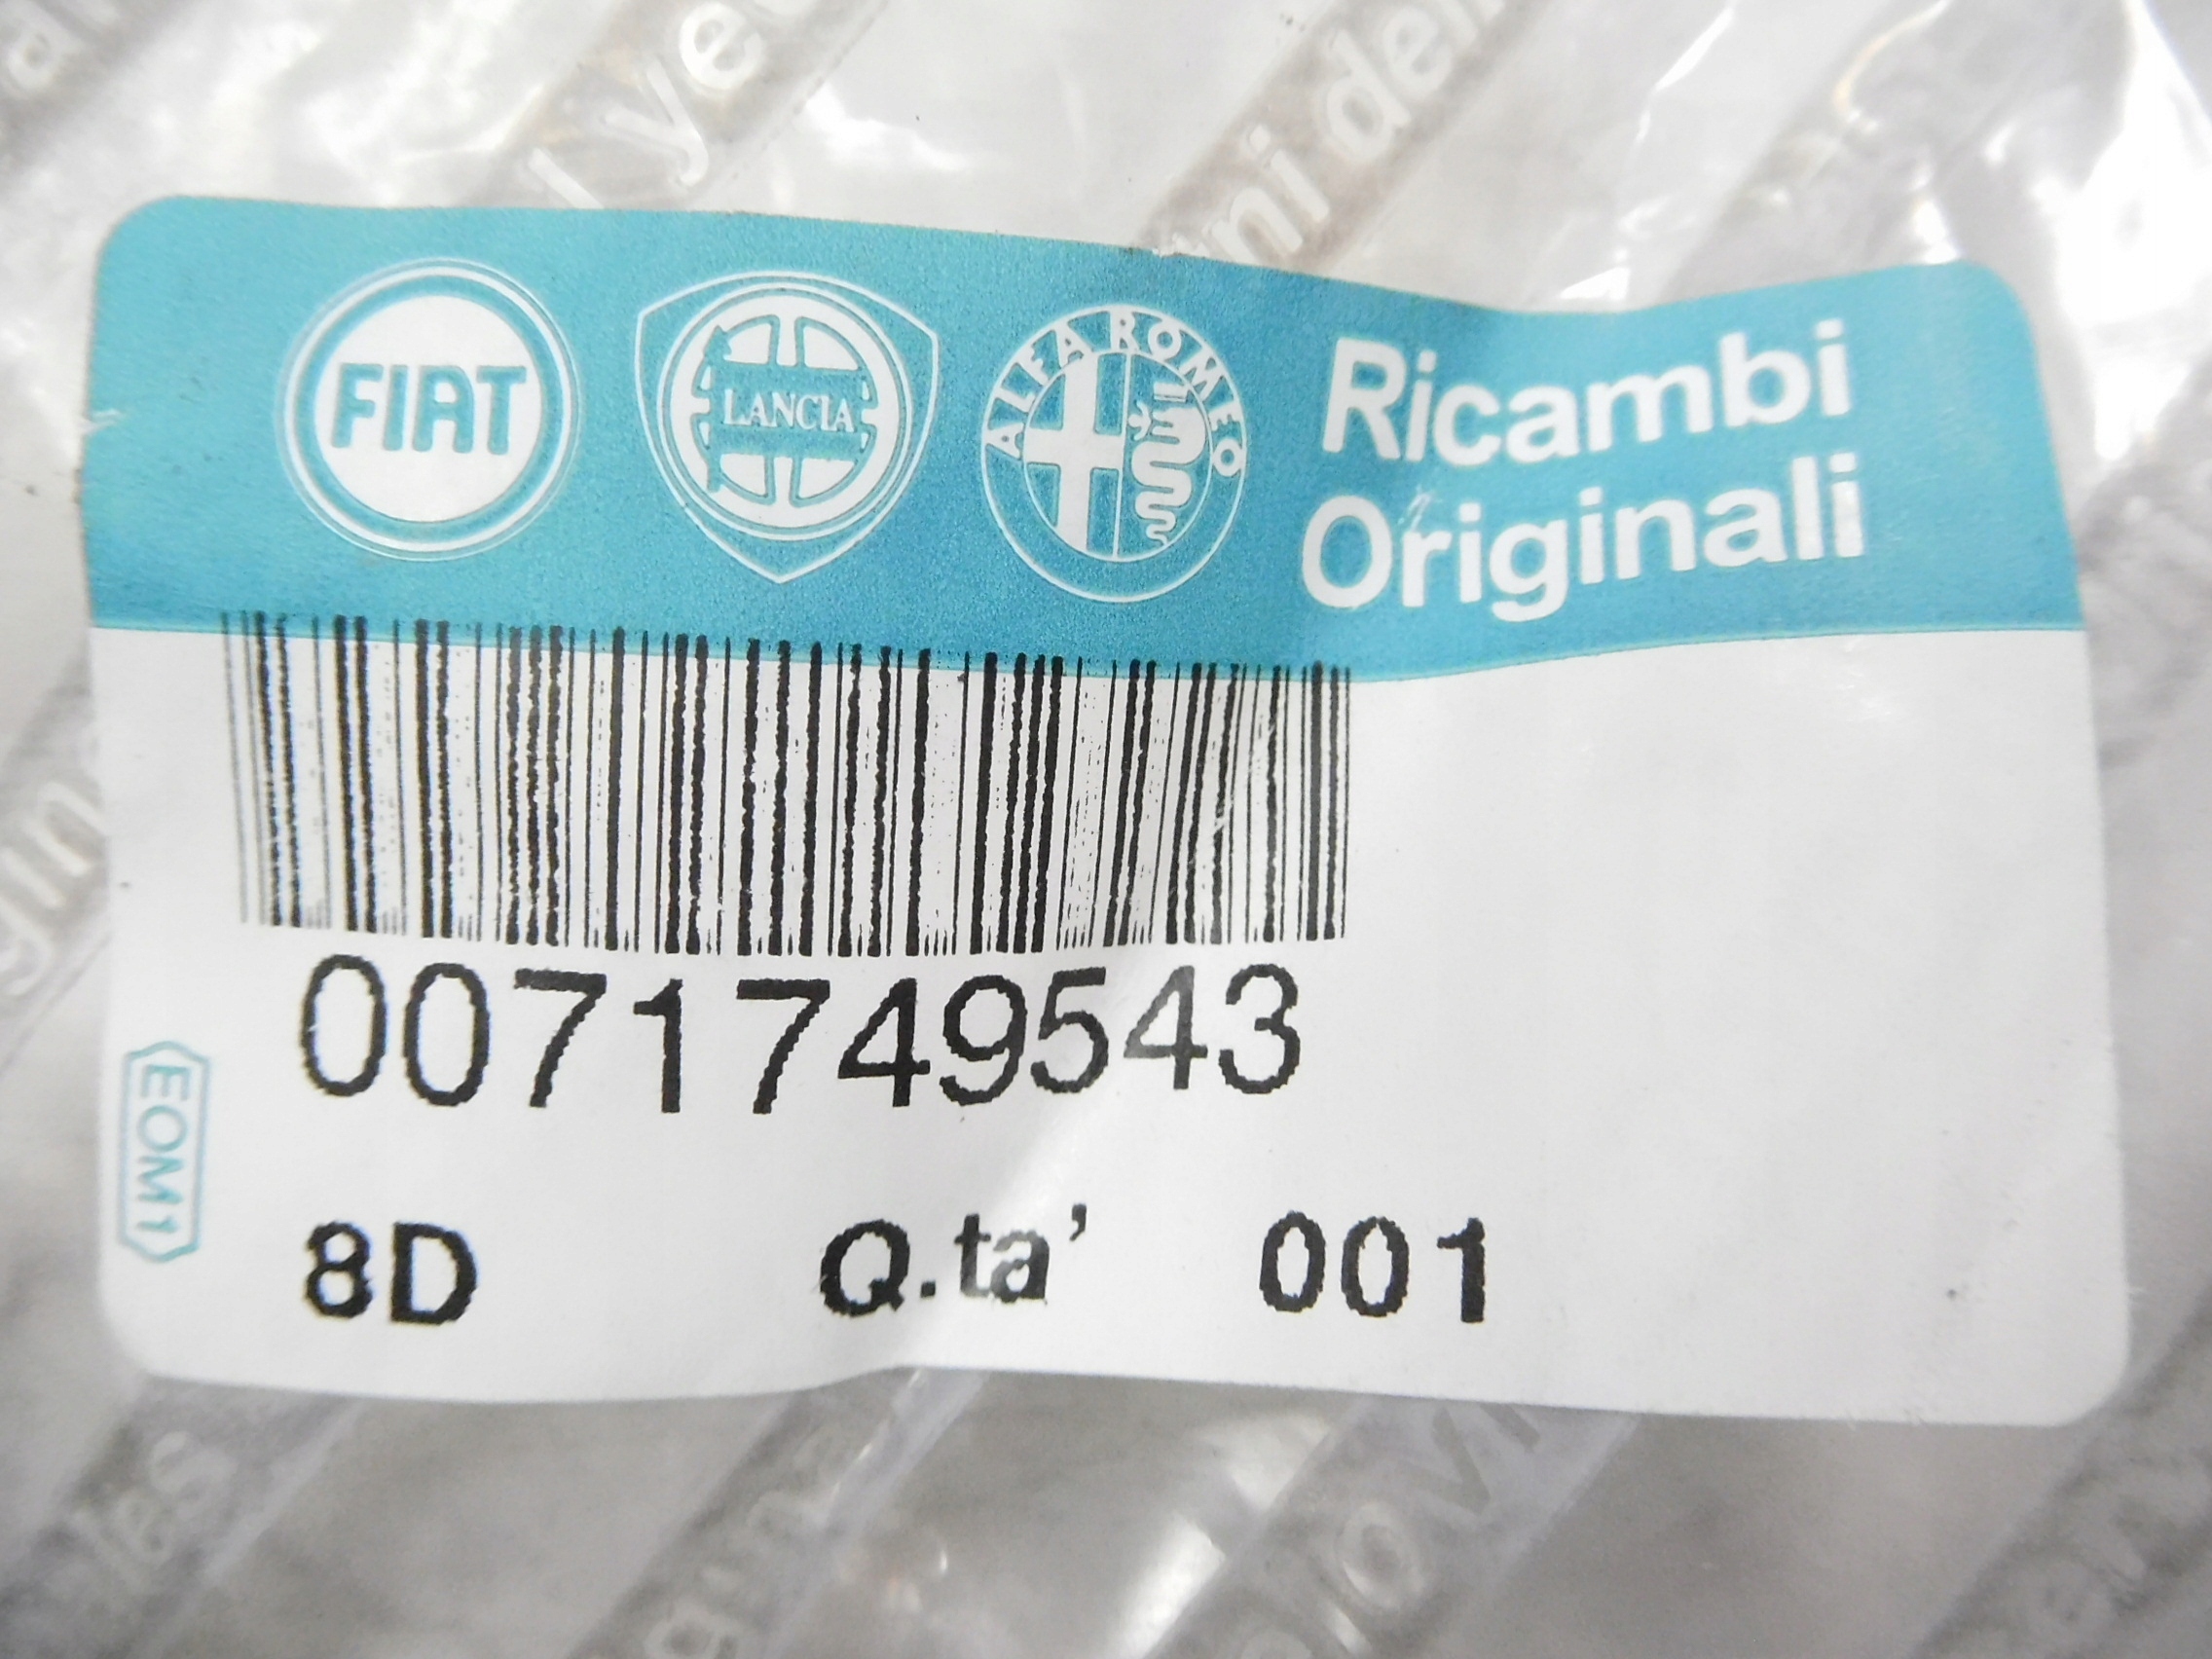 FIAT
LANCIA
ALFA ROMEO
Ricambi
Originali
0071749543
EOM1
8D Q.ta' 001